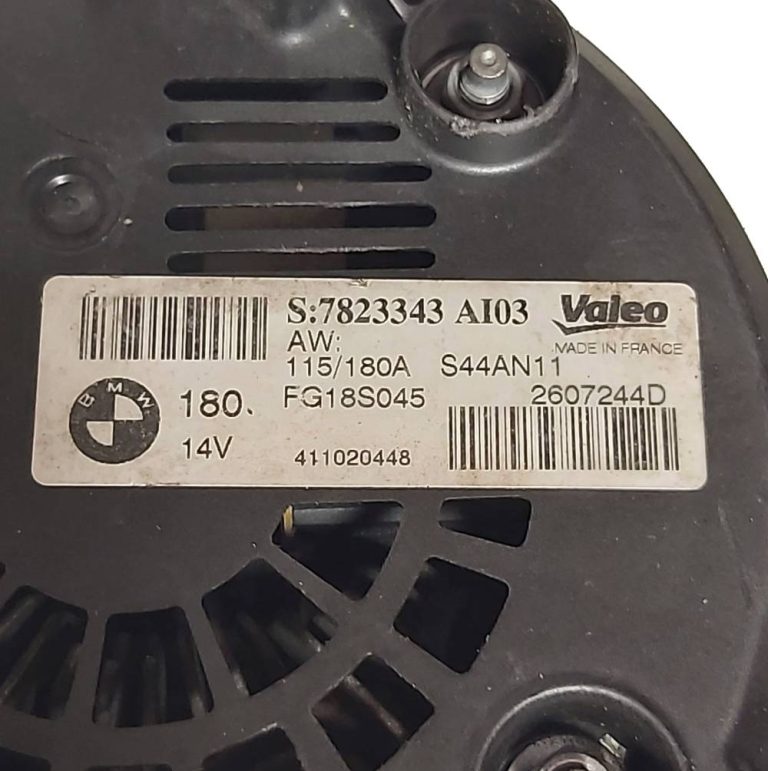 S:7823343 AI03 Valeo
AW: MADE IN FRANCE
115/180A S44AN11
BMW 180. FG18S045 2607244D
14V 411020448